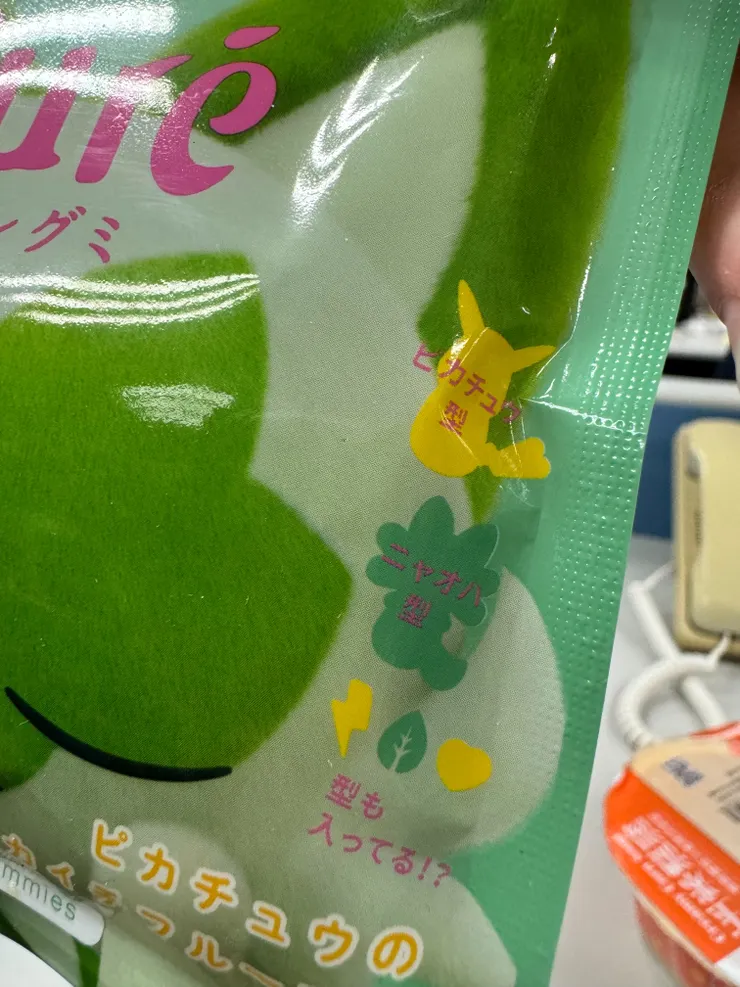 uré
グミ
ピカチュウ
型
ニャオハ
型
型も
入ってる!?
ピカチュウの
mmies